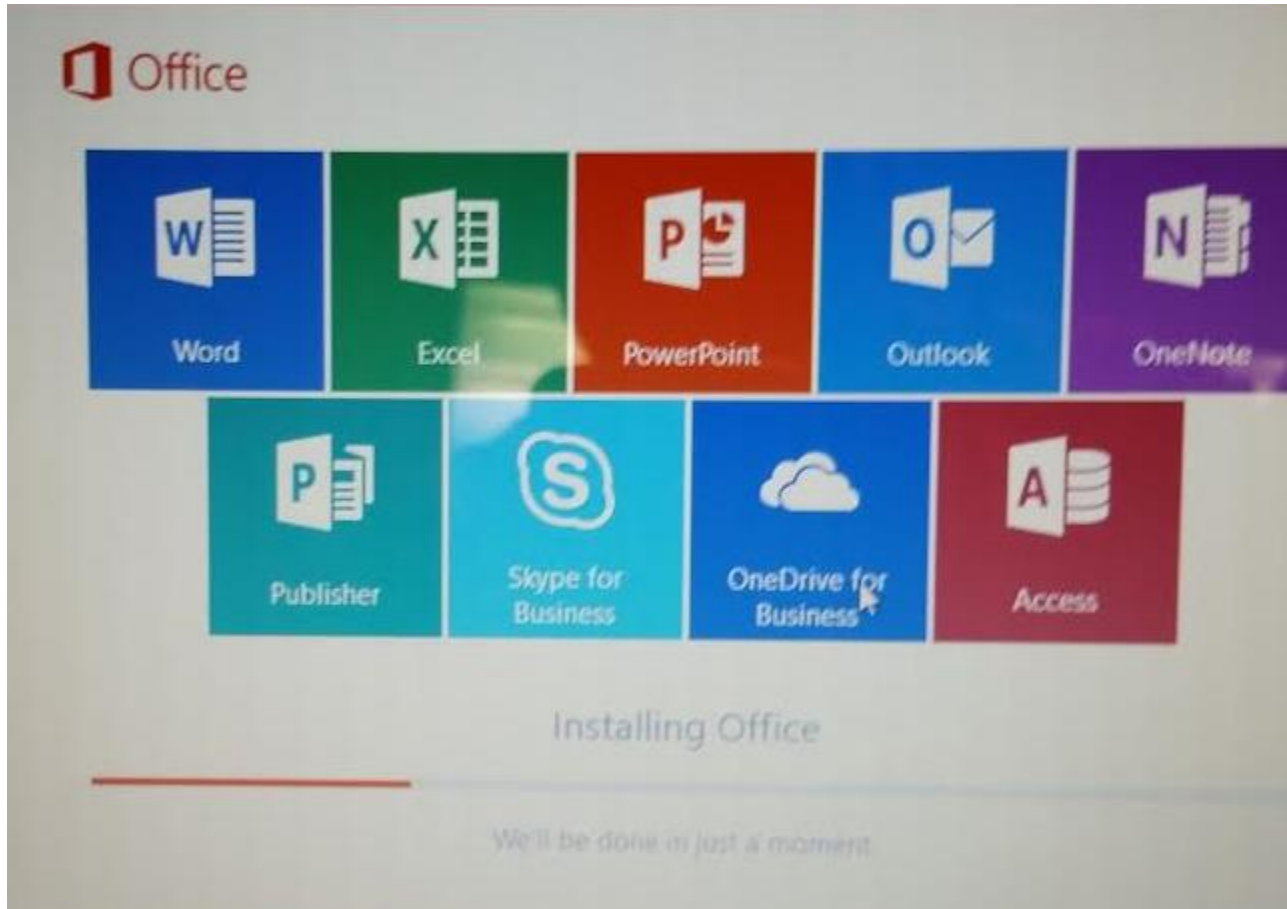 Office
Word
Excel
PowerPoint
Outlook
OneNote
Publisher
Skype for
Business
OneDrive for
Business
Access
Installing Office
We'll be done in just a moment